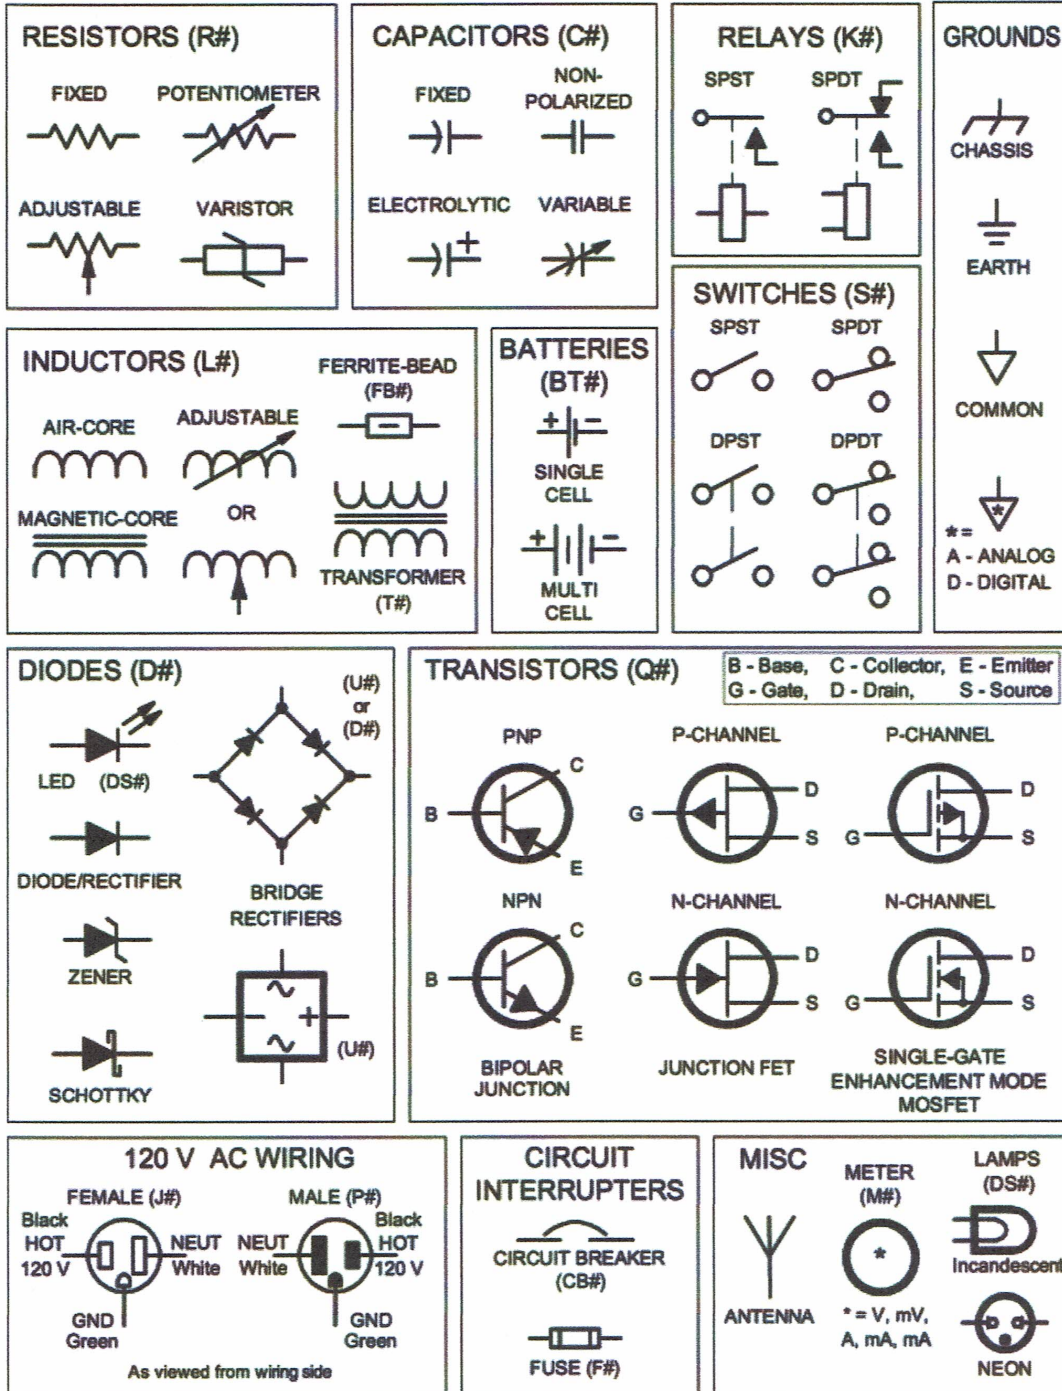 RESISTORS (R#)
FIXED
POTENTIOMETER
ADJUSTABLE
VARISTOR
CAPACITORS (C#)
FIXED
NON-
POLARIZED
ELECTROLYTIC
+
VARIABLE
RELAYS (K#)
SPST
SPDT
GROUNDS
CHASSIS
EARTH
COMMON
*
* =
A - ANALOG
D - DIGITAL
INDUCTORS (L#)
AIR-CORE
ADJUSTABLE
FERRITE-BEAD
(FB#)
MAGNETIC-CORE
OR
TRANSFORMER
(T#)
BATTERIES
(BT#)
+ −
SINGLE
CELL
+ −
MULTI
CELL
SWITCHES (S#)
SPST
SPDT
DPST
DPDT
DIODES (D#)
LED (DS#)
DIODE/RECTIFIER
ZENER
SCHOTTKY
(U#)
or
(D#)
BRIDGE
RECTIFIERS
~
− +
~
(U#)
TRANSISTORS (Q#)
B - Base, C - Collector, E - Emitter
G - Gate, D - Drain, S - Source
PNP
C
B
E
NPN
C
B
E
BIPOLAR
JUNCTION
P-CHANNEL
D
G
S
N-CHANNEL
D
G
S
JUNCTION FET
P-CHANNEL
D
G
S
N-CHANNEL
D
G
S
SINGLE-GATE
ENHANCEMENT MODE
MOSFET
120 V AC WIRING
FEMALE (J#)
Black
HOT
120 V
NEUT
White
GND
Green
MALE (P#)
NEUT
White
Black
HOT
120 V
GND
Green
As viewed from wiring side
CIRCUIT
INTERRUPTERS
CIRCUIT BREAKER
(CB#)
FUSE (F#)
MISC
ANTENNA
METER
(M#)
*
* = V, mV,
A, mA, mA
LAMPS
(DS#)
Incandescent
NEON